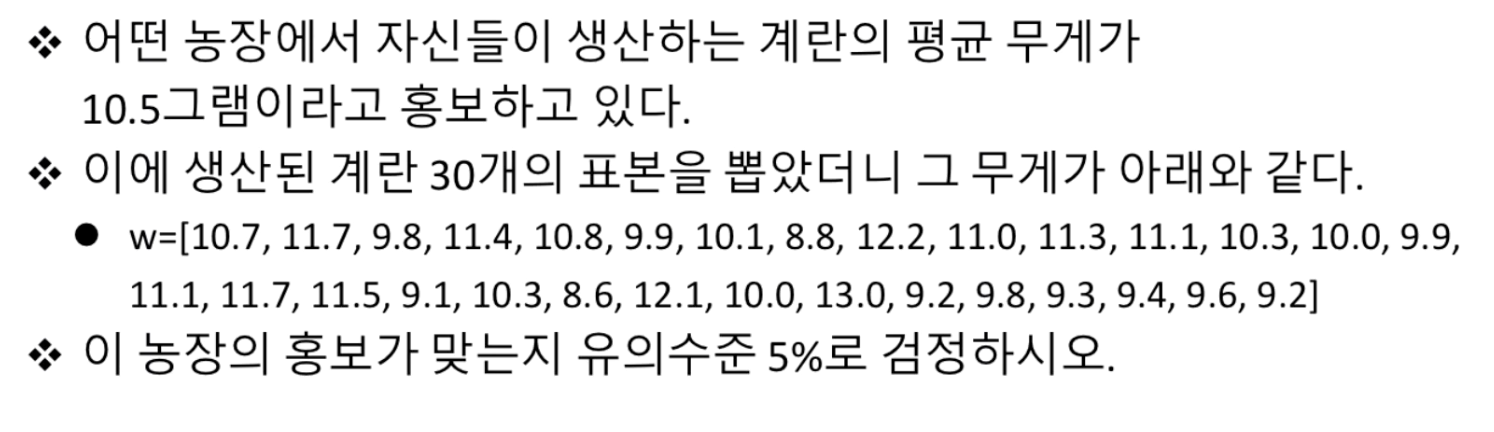 ❖ 어떤 농장에서 자신들이 생산하는 계란의 평균 무게가
10.5그램이라고 홍보하고 있다.
❖ 이에 생산된 계란 30개의 표본을 뽑았더니 그 무게가 아래와 같다.
● w=[10.7, 11.7, 9.8, 11.4, 10.8, 9.9, 10.1, 8.8, 12.2, 11.0, 11.3, 11.1, 10.3, 10.0, 9.9,
11.1, 11.7, 11.5, 9.1, 10.3, 8.6, 12.1, 10.0, 13.0, 9.2, 9.8, 9.3, 9.4, 9.6, 9.2]
❖ 이 농장의 홍보가 맞는지 유의수준 5%로 검정하시오.